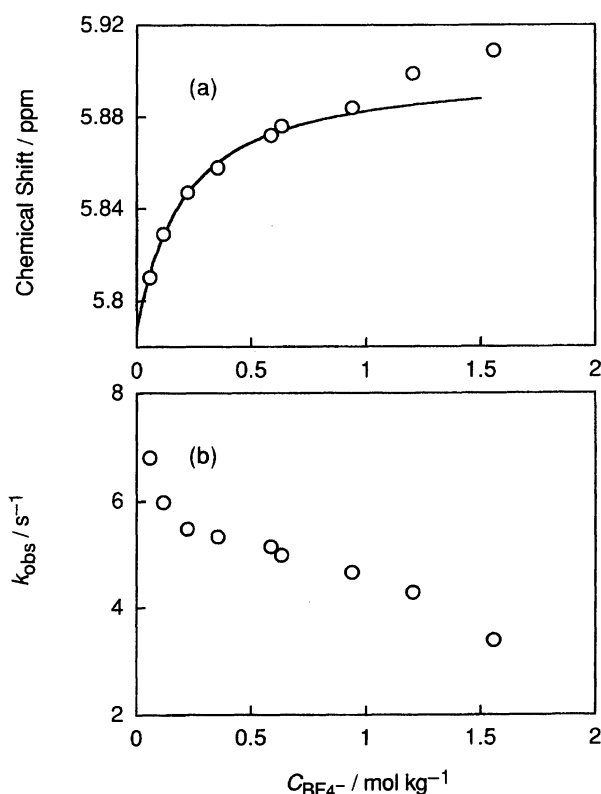 5.92
(a)
5.88
5.84
5.8
Chemical Shift / ppm
0 0.5 1 1.5 2
8
(b)
6
4
2
k_obs / s⁻¹
0 0.5 1 1.5 2
C_BF4⁻ / mol kg⁻¹